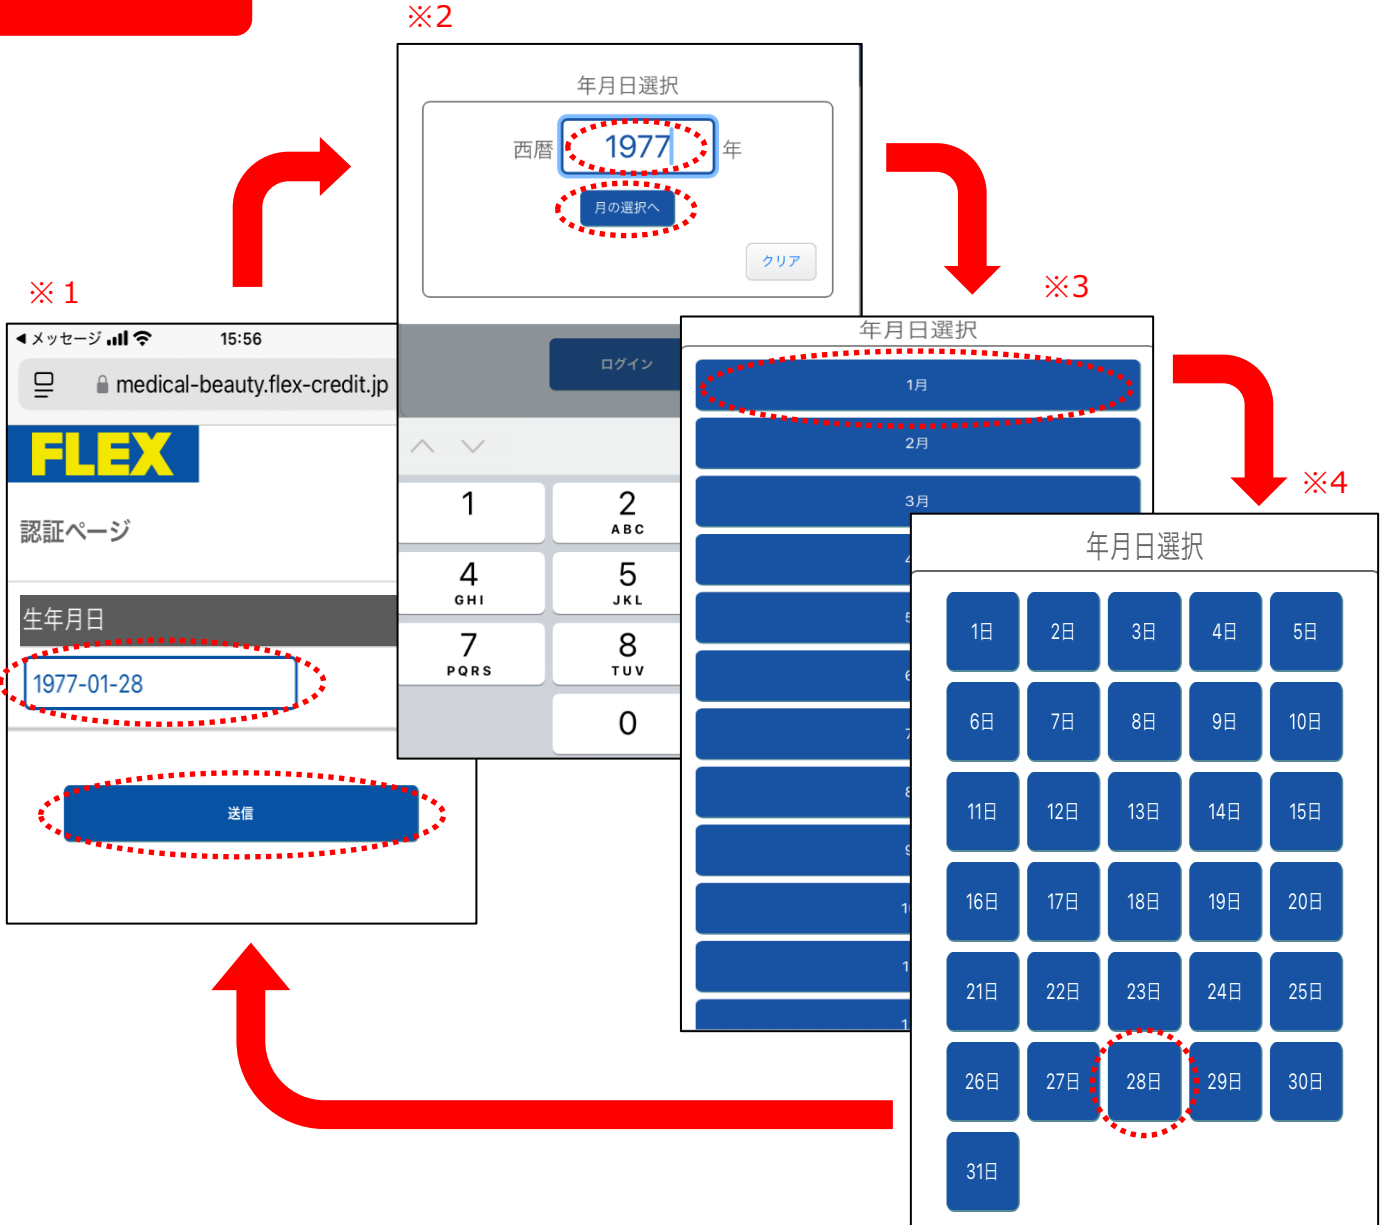 ※2
年月日選択
西暦 1977 年
月の選択へ
クリア
※1
メッセージ 15:56
medical-beauty.flex-credit.jp
FLEX
認証ページ
生年月日
1977-01-28
送信
ログイン
1
2
ABC
4
GHI
5
JKL
7
PQRS
8
TUV
0
※3
年月日選択
1月
2月
3月
※4
年月日選択
1日 2日 3日 4日 5日
6日 7日 8日 9日 10日
11日 12日 13日 14日 15日
16日 17日 18日 19日 20日
21日 22日 23日 24日 25日
26日 27日 28日 29日 30日
31日